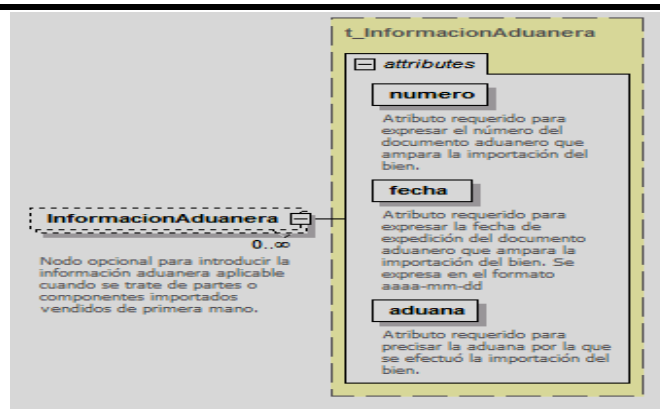 t_InformacionAduanera
attributes
numero
Atributo requerido para
expresar el número del
documento aduanero que
ampara la importación del
bien.
fecha
Atributo requerido para
expresar la fecha de
expedición del documento
aduanero que ampara la
importación del bien. Se
expresa en el formato
aaaa-mm-dd
aduana
Atributo requerido para
precisar la aduana por la que
se efectuó la importación del
bien.
InformacionAduanera
0..∞
Nodo opcional para introducir la
información aduanera aplicable
cuando se trate de partes o
componentes importados
vendidos de primera mano.